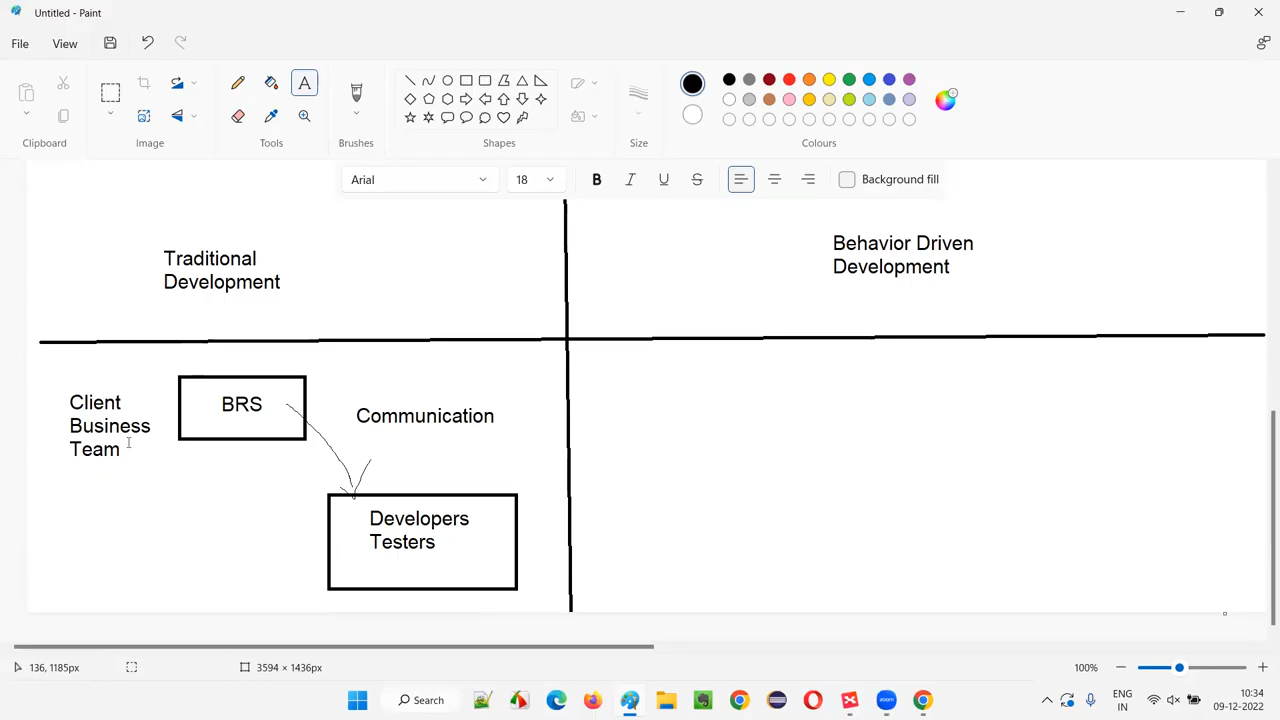 Untitled - Paint
File
View
Clipboard
Image
Tools
Brushes
Shapes
Size
Colours
Arial
18
Background fill
Traditional
Development
Behavior Driven
Development
Client
Business
Team
BRS
Communication
Developers
Testers
136, 1185px
3594 × 1436px
100%
Search
ENG
IN
10:34
09-12-2022